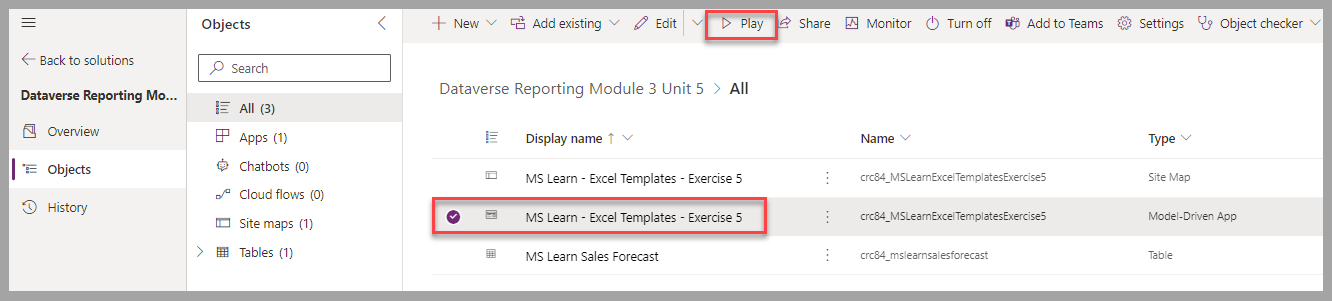 Objects
New
Add existing
Edit
Play
Share
Monitor
Turn off
Add to Teams
Settings
Object checker
Back to solutions
Search
Dataverse Reporting Mo...
Dataverse Reporting Module 3 Unit 5 > All
All (3)
Overview
Apps (1)
Display name ↑
Name
Type
Objects
Chatbots (0)
MS Learn - Excel Templates - Exercise 5
crc84_MSLearnExcelTemplatesExercise5
Site Map
Cloud flows (0)
History
Site maps (1)
MS Learn - Excel Templates - Exercise 5
crc84_MSLearnExcelTemplatesExercise5
Model-Driven App
Tables (1)
MS Learn Sales Forecast
crc84_mslearnsalesforecast
Table